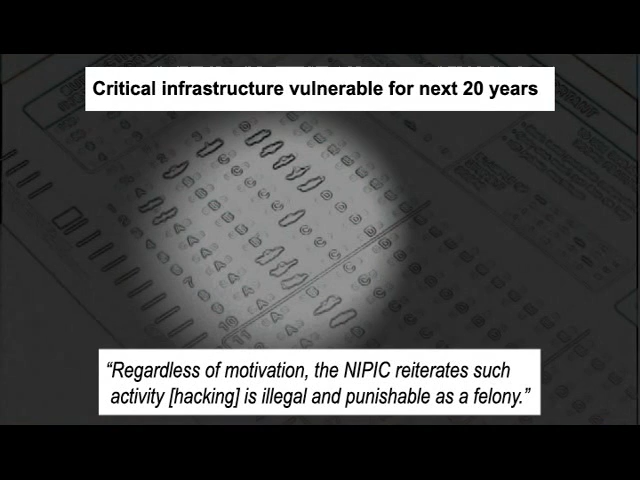 Critical infrastructure vulnerable for next 20 years
“Regardless of motivation, the NIPIC reiterates such
activity [hacking] is illegal and punishable as a felony.”